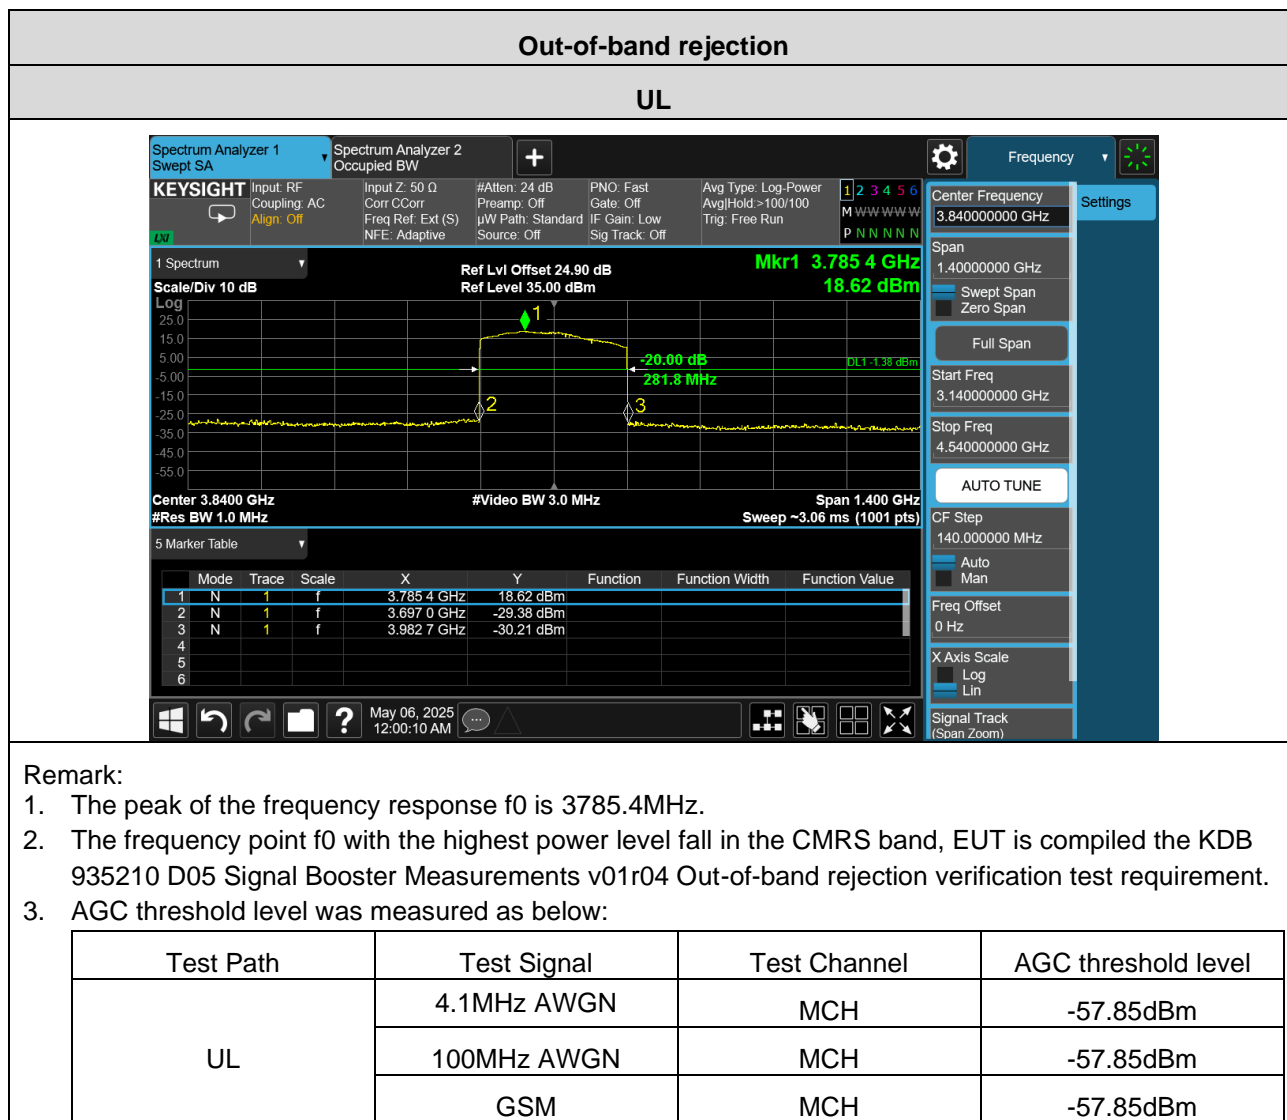 Out-of-band rejection
UL
Spectrum Analyzer 1
Swept SA
Spectrum Analyzer 2
Occupied BW
+
Frequency
KEYSIGHT
LXI
Input: RF
Coupling: AC
Align: Off
Input Z: 50 Ω
Corr CCorr
Freq Ref: Ext (S)
NFE: Adaptive
#Atten: 24 dB
Preamp: Off
µW Path: Standard
Source: Off
PNO: Fast
Gate: Off
IF Gain: Low
Sig Track: Off
Avg Type: Log-Power
Avg|Hold:>100/100
Trig: Free Run
1 2 3 4 5 6
M W W W W W
P N N N N N
1 Spectrum
Scale/Div 10 dB
Ref Lvl Offset 24.90 dB
Ref Level 35.00 dBm
Mkr1 3.785 4 GHz
18.62 dBm
Log
25.0
15.0
5.00
-5.00
-15.0
-25.0
-35.0
-45.0
-55.0
1
2
3
-20.00 dB
281.8 MHz
DL1 -1.38 dBm
Center 3.8400 GHz
#Video BW 3.0 MHz
Span 1.400 GHz
#Res BW 1.0 MHz
Sweep ~3.06 ms (1001 pts)
5 Marker Table
Mode Trace Scale X Y Function Function Width Function Value
1 N 1 f 3.785 4 GHz 18.62 dBm
2 N 1 f 3.697 0 GHz -29.38 dBm
3 N 1 f 3.982 7 GHz -30.21 dBm
4
5
6
?
May 06, 2025
12:00:10 AM
Center Frequency
3.840000000 GHz
Settings
Span
1.40000000 GHz
Swept Span
Zero Span
Full Span
Start Freq
3.140000000 GHz
Stop Freq
4.540000000 GHz
AUTO TUNE
CF Step
140.000000 MHz
Auto
Man
Freq Offset
0 Hz
X Axis Scale
Log
Lin
Signal Track
(Span Zoom)
Remark:
1. The peak of the frequency response f0 is 3785.4MHz.
2. The frequency point f0 with the highest power level fall in the CMRS band, EUT is compiled the KDB
935210 D05 Signal Booster Measurements v01r04 Out-of-band rejection verification test requirement.
3. AGC threshold level was measured as below:
Test Path Test Signal Test Channel AGC threshold level
UL
4.1MHz AWGN MCH -57.85dBm
100MHz AWGN MCH -57.85dBm
GSM MCH -57.85dBm